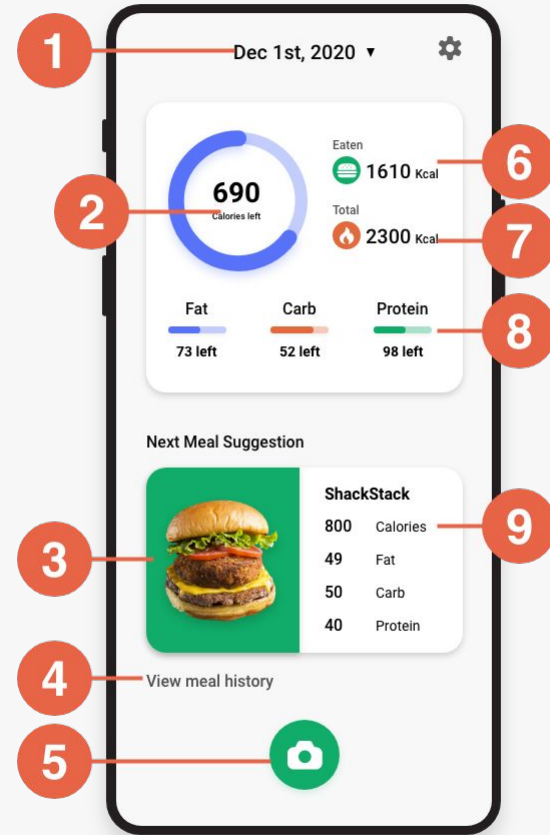 1
Dec 1st, 2020 ▼
Eaten
6
1610 Kcal
690
2
Calories left
Total
7
2300 Kcal
Fat
Carb
Protein
8
73 left
52 left
98 left
Next Meal Suggestion
ShackStack
9
800 Calories
3
49 Fat
50 Carb
40 Protein
4
View meal history
5